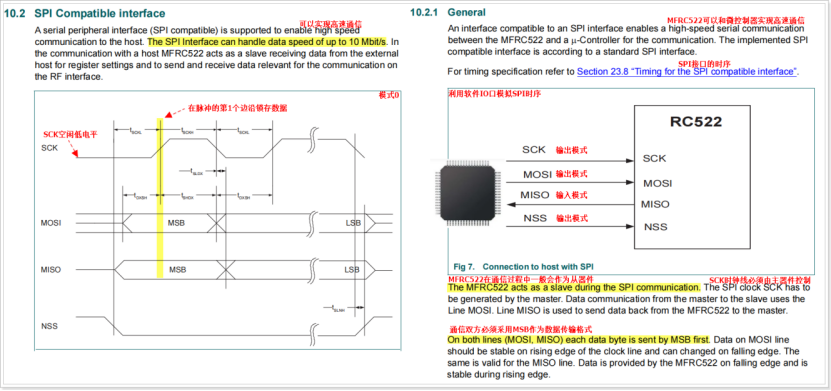 10.2 SPI Compatible interface
可以实现高速通信
A serial peripheral interface (SPI compatible) is supported to enable high speed
communication to the host. The SPI Interface can handle data speed of up to 10 Mbit/s. In
the communication with a host MFRC522 acts as a slave receiving data from the external
host for register settings and to send and receive data relevant for the communication on
the RF interface.
模式0
在脉冲的第1个边沿锁存数据
SCK空闲低电平
tSCKL
tSCKH
tSCKL
SCK
tSLDX
tDXSH
tSHDX
tDXSH
MOSI
MSB
LSB
MISO
MSB
LSB
tSLNH
NSS
10.2.1 General
MFRC522可以和微控制器实现高速通信
An interface compatible to an SPI interface enables a high-speed serial communication
between the MFRC522 and a μ-Controller for the communication. The implemented SPI
compatible interface is according to a standard SPI interface.
SPI接口的时序
For timing specification refer to Section 23.8 “Timing for the SPI compatible interface”.
利用软件IO口模拟SPI时序
RC522
SCK 输出模式
SCK
MOSI 输出模式
MOSI
MISO 输入模式
MISO
NSS 输出模式
NSS
Fig 7. Connection to host with SPI
MFRC522在通信过程中一般会作为从器件
SCK时钟线必须由主器件控制
The MFRC522 acts as a slave during the SPI communication. The SPI clock SCK has to
be generated by the master. Data communication from the master to the slave uses the
Line MOSI. Line MISO is used to send data back from the MFRC522 to the master.
通信双方必须采用MSB作为数据传输格式
On both lines (MOSI, MISO) each data byte is sent by MSB first. Data on MOSI line
should be stable on rising edge of the clock line and can changed on falling edge. The
same is valid for the MISO line. Data is provided by the MFRC522 on falling edge and is
stable during rising edge.